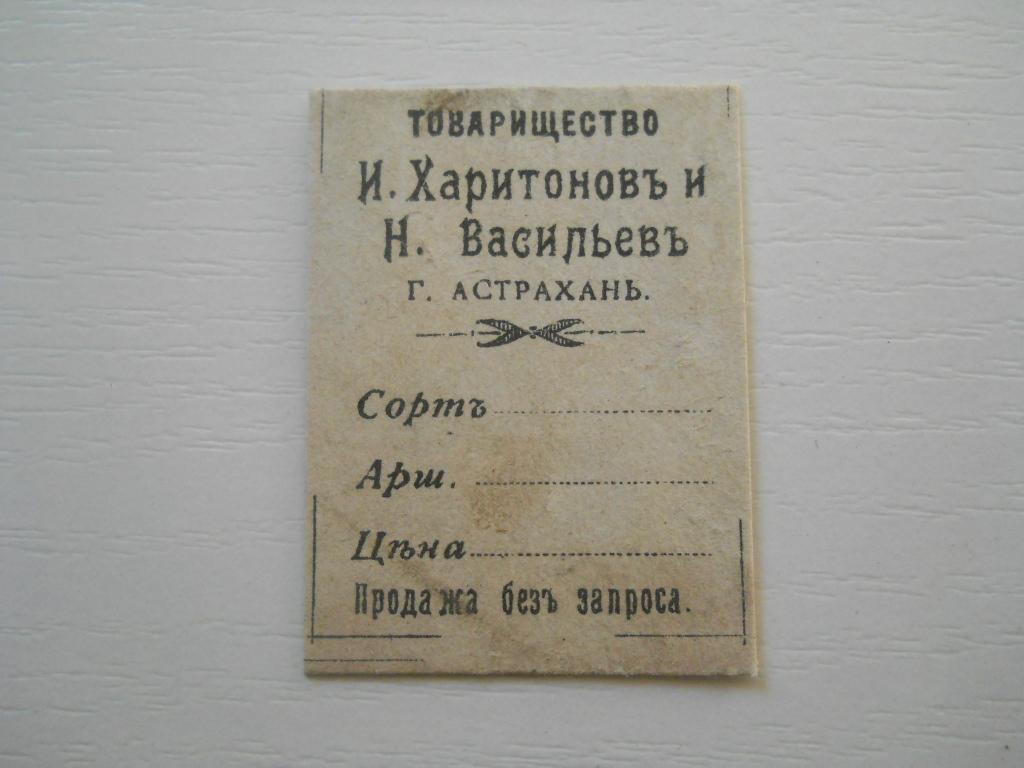 ТОВАРИЩЕСТВО
И. Харитоновъ и
Н. Васильевъ
Г. АСТРАХАНЬ.
Сортъ
Арш.
Цѣна
Продажа безъ запроса.